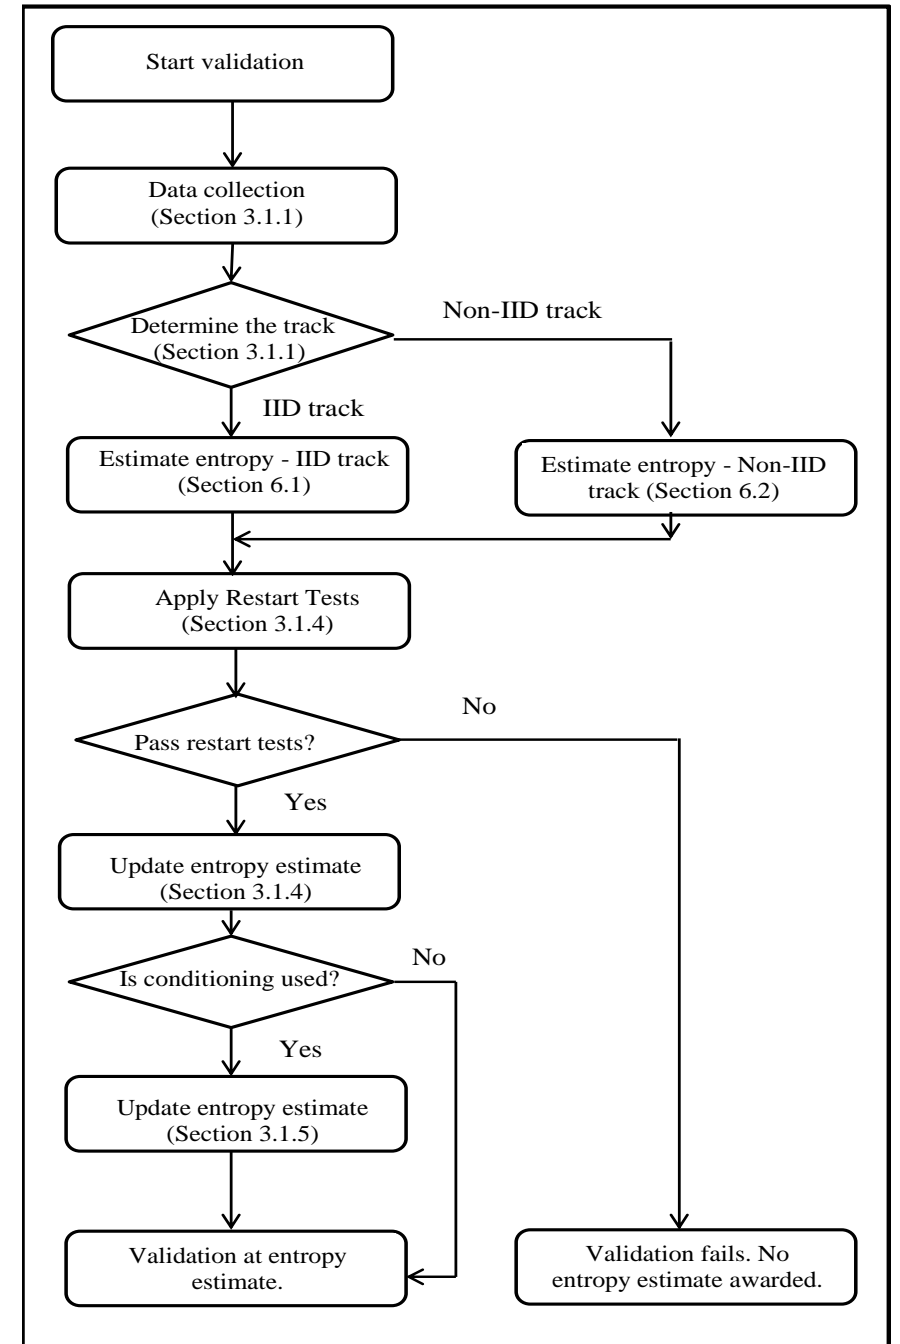 Start validation
Data collection
(Section 3.1.1)
Non-IID track
Determine the track
(Section 3.1.1)
IID track
Estimate entropy - IID track
(Section 6.1)
Estimate entropy - Non-IID
track (Section 6.2)
Apply Restart Tests
(Section 3.1.4)
No
Pass restart tests?
Yes
Update entropy estimate
(Section 3.1.4)
No
Is conditioning used?
Yes
Update entropy estimate
(Section 3.1.5)
Validation at entropy
estimate.
Validation fails. No
entropy estimate awarded.